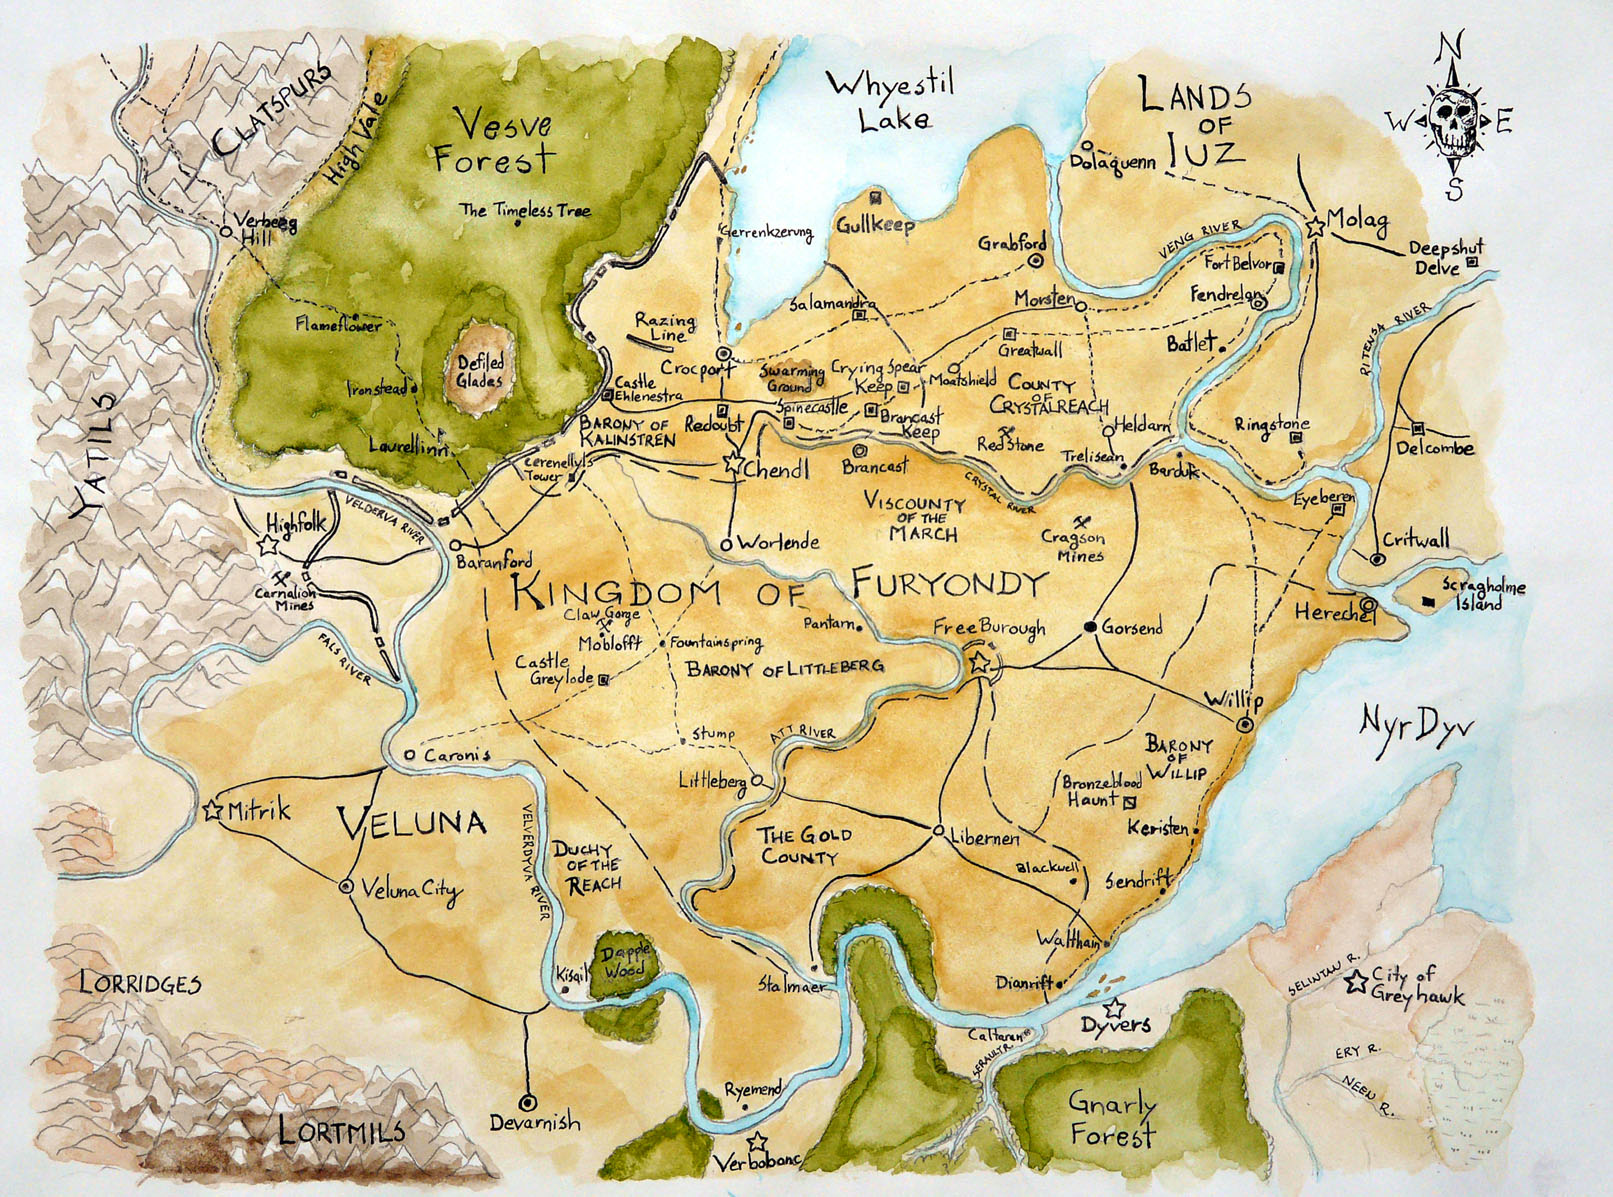 N
W
E
S
CLATSPURS
High Vale
Vesve
Forest
The Timeless Tree
Whyestil
Lake
LANDS
OF
IUZ
Dolaquenn
Molag
Deepshut
Delve
Verbeeg
Hill
Gerrenkzerung
Gullkeep
Grabford
VENG RIVER
Fort Belvor
Fendrelan
Salamandra
Morsten
Flameflower
Razing
Line
Greatwall
Batlet
RITENSA RIVER
Defiled
Glades
Crocport
Swarming
Ground
Crying Spear
Keep
Moatshield
COUNTY
OF
CRYSTALREACH
Ironstead
Castle
Ehlenestra
Spinecastle
Redoubt
Brancast
Keep
BARONY OF
KALINSTREN
Red Stone
Heldarn
Ringstone
Delcombe
YATILS
Laurellinn
Cerenellyl's
Tower
Chendl
Brancast
Trelisean
Barduk
CRYSTAL RIVER
VELDERVA RIVER
Highfolk
VISCOUNTY
OF THE
MARCH
Eyeberen
Baranford
Worlende
Cragson
Mines
Critwall
Carnalion
Mines
KINGDOM OF FURYONDY
Scragholme
Island
Herechel
Claw Gorge
Moblofft
Pantarn
FreeBurough
Gorsend
FALS RIVER
Fountainspring
Castle
Greylode
BARONY OF LITTLEBERG
Willip
Nyr Dyv
Stump
ATT RIVER
Caronis
BARONY
OF
WILLIP
Littleberg
Bronzeblood
Haunt
Mitrik
VELUNA
VELVERDYVA RIVER
THE GOLD
COUNTY
Libernen
Keristen
DUCHY
OF THE
REACH
Blackwell
Sendrift
Veluna City
Walthain
Dapple
Wood
Kisail
Stalmaer
Dianrift
LORRIDGES
SELINTAN R.
City of
Greyhawk
Dyvers
Caltaran
SERAULT R.
ERY R.
NEEN R.
Ryemend
Devarnish
Gnarly
Forest
LORTMILS
Verbobonc